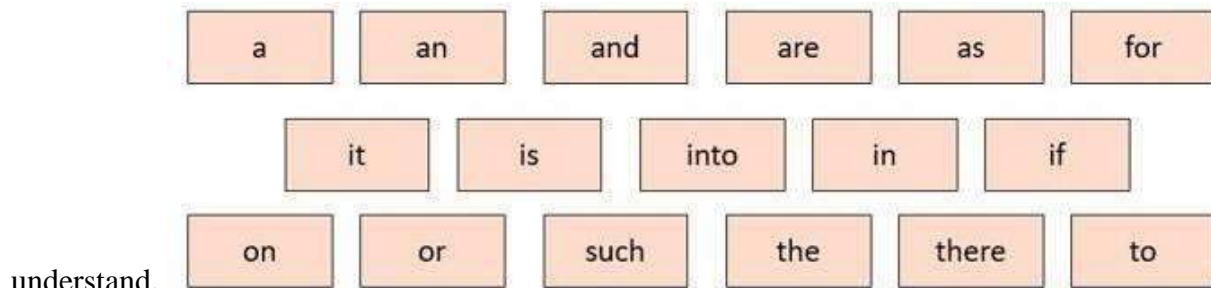 a an and are as for
it is into in if
on or such the there to
understand.